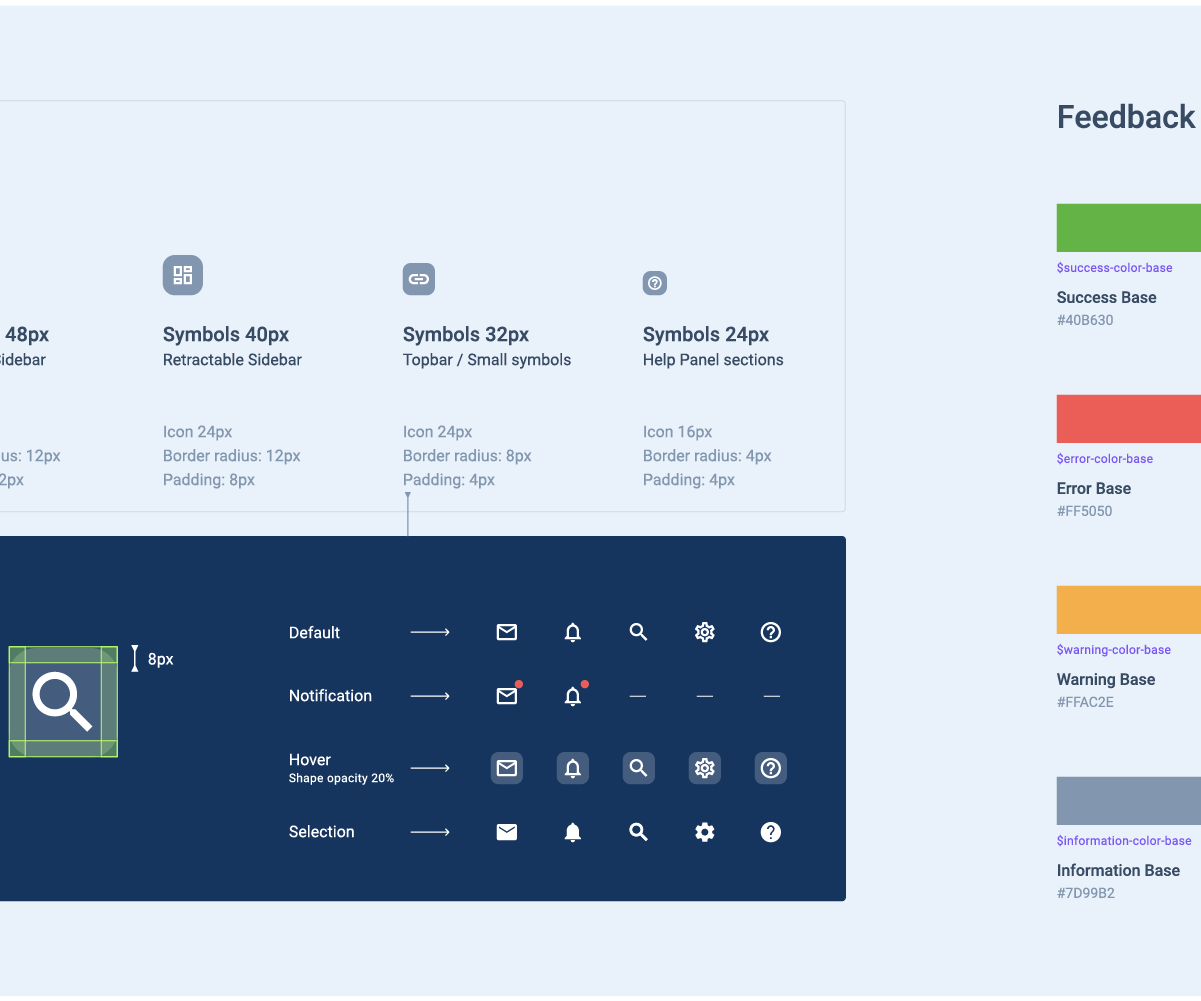 Feedback
48px
Sidebar
Symbols 40px
Retractable Sidebar
Symbols 32px
Topbar / Small symbols
Symbols 24px
Help Panel sections
us: 12px
2px
Icon 24px
Border radius: 12px
Padding: 8px
Icon 24px
Border radius: 8px
Padding: 4px
Icon 16px
Border radius: 4px
Padding: 4px
8px
Default
Notification
Hover
Shape opacity 20%
Selection
$success-color-base
Success Base
#40B630
$error-color-base
Error Base
#FF5050
$warning-color-base
Warning Base
#FFAC2E
$information-color-base
Information Base
#7D99B2